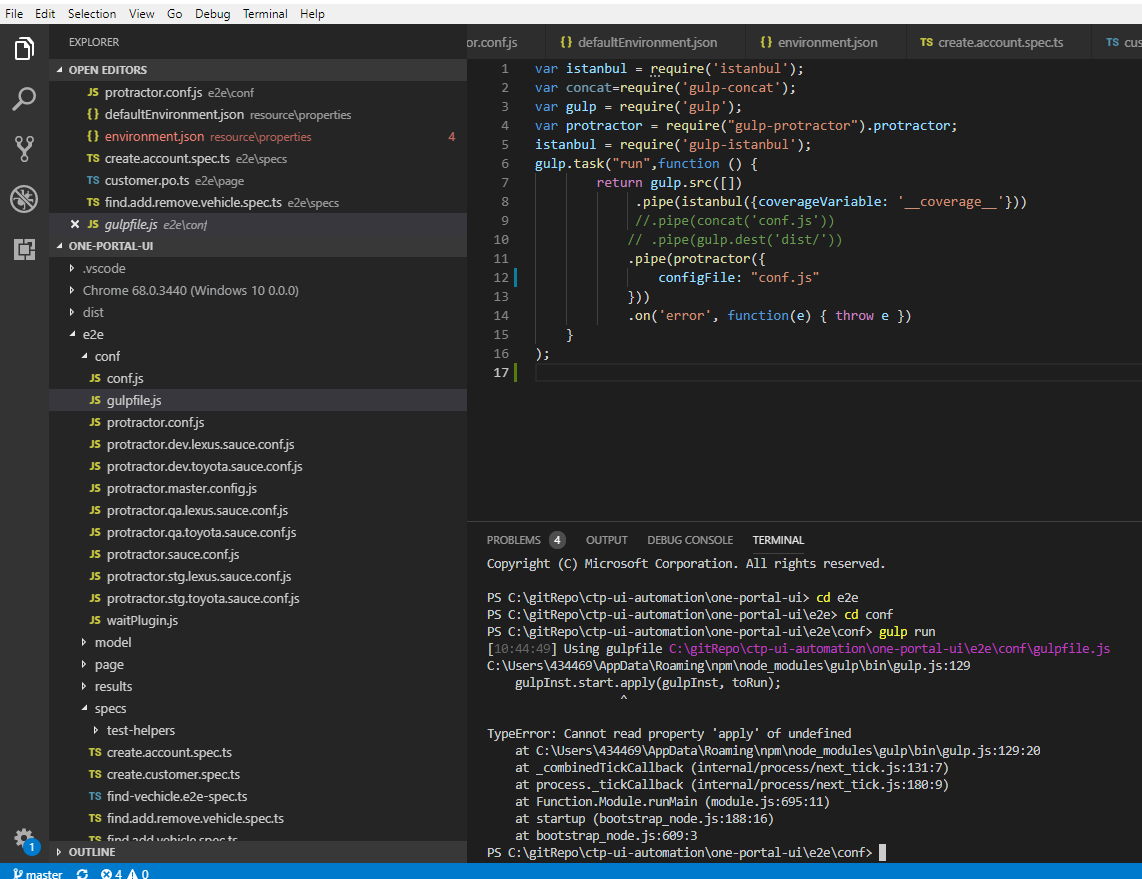 File Edit Selection View Go Debug Terminal Help
EXPLORER
OPEN EDITORS
JS protractor.conf.js e2e\conf
{} defaultEnvironment.json resource\properties
{} environment.json resource\properties 4
TS create.account.spec.ts e2e\specs
TS customer.po.ts e2e\page
TS find.add.remove.vehicle.spec.ts e2e\specs
JS gulpfile.js e2e\conf
ONE-PORTAL-UI
.vscode
Chrome 68.0.3440 (Windows 10 0.0.0)
dist
e2e
conf
JS conf.js
JS gulpfile.js
JS protractor.conf.js
JS protractor.dev.lexus.sauce.conf.js
JS protractor.dev.toyota.sauce.conf.js
JS protractor.master.config.js
JS protractor.qa.lexus.sauce.conf.js
JS protractor.qa.toyota.sauce.conf.js
JS protractor.sauce.conf.js
JS protractor.stg.lexus.sauce.conf.js
JS protractor.stg.toyota.sauce.conf.js
JS waitPlugin.js
model
page
results
specs
test-helpers
TS create.account.spec.ts
TS create.customer.spec.ts
TS find-vechicle.e2e-spec.ts
TS find.add.remove.vehicle.spec.ts
TS find.add.vehicle.spec.ts
OUTLINE
or.conf.js {} defaultEnvironment.json {} environment.json TS create.account.spec.ts TS cus
1 var istanbul = require('istanbul');
2 var concat=require('gulp-concat');
3 var gulp = require('gulp');
4 var protractor = require("gulp-protractor").protractor;
5 istanbul = require('gulp-istanbul');
6 gulp.task("run",function () {
7 return gulp.src([])
8 .pipe(istanbul({coverageVariable: '__coverage__'}))
9 //.pipe(concat('conf.js'))
10 // .pipe(gulp.dest('dist/'))
11 .pipe(protractor({
12 configFile: "conf.js"
13 }))
14 .on('error', function(e) { throw e })
15 }
16 );
17
PROBLEMS 4 OUTPUT DEBUG CONSOLE TERMINAL
Copyright (C) Microsoft Corporation. All rights reserved.
PS C:\gitRepo\ctp-ui-automation\one-portal-ui> cd e2e
PS C:\gitRepo\ctp-ui-automation\one-portal-ui\e2e> cd conf
PS C:\gitRepo\ctp-ui-automation\one-portal-ui\e2e\conf> gulp run
[10:44:49] Using gulpfile C:\gitRepo\ctp-ui-automation\one-portal-ui\e2e\conf\gulpfile.js
C:\Users\434469\AppData\Roaming\npm\node_modules\gulp\bin\gulp.js:129
gulpInst.start.apply(gulpInst, toRun);
^
TypeError: Cannot read property 'apply' of undefined
at C:\Users\434469\AppData\Roaming\npm\node_modules\gulp\bin\gulp.js:129:20
at _combinedTickCallback (internal/process/next_tick.js:131:7)
at process._tickCallback (internal/process/next_tick.js:180:9)
at Function.Module.runMain (module.js:695:11)
at startup (bootstrap_node.js:188:16)
at bootstrap_node.js:609:3
PS C:\gitRepo\ctp-ui-automation\one-portal-ui\e2e\conf>
1
master 4 0